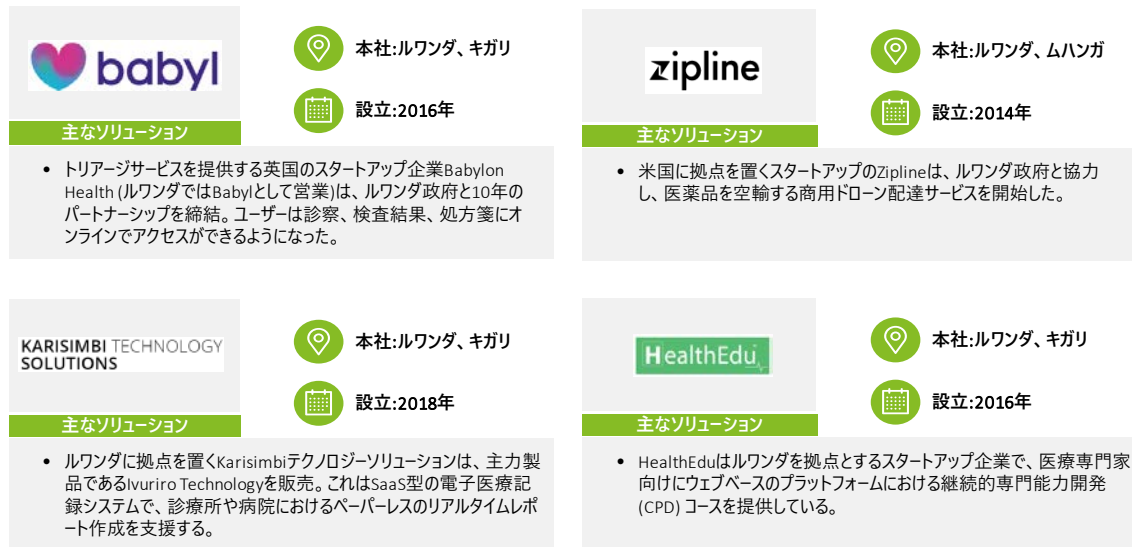 babyl
本社:ルワンダ、キガリ
設立:2016年
主なソリューション
• トリアージサービスを提供する英国のスタートアップ企業Babylon
Health (ルワンダではBabylとして営業)は、ルワンダ政府と10年の
パートナーシップを締結。ユーザーは診察、検査結果、処方箋にオ
ンラインでアクセスができるようになった。
zipline
本社:ルワンダ、ムハンガ
設立:2014年
主なソリューション
• 米国に拠点を置くスタートアップのZiplineは、ルワンダ政府と協力
し、医薬品を空輸する商用ドローン配達サービスを開始した。
KARISIMBI TECHNOLOGY
SOLUTIONS
本社:ルワンダ、キガリ
設立:2018年
主なソリューション
• ルワンダに拠点を置くKarisimbiテクノロジーソリューションは、主力製
品であるIvuriro Technologyを販売。これはSaaS型の電子医療記
録システムで、診療所や病院におけるペーパーレスのリアルタイムレポ
ート作成を支援する。
HealthEdu
本社:ルワンダ、キガリ
設立:2016年
主なソリューション
• HealthEduはルワンダを拠点とするスタートアップ企業で、医療専門家
向けにウェブベースのプラットフォームにおける継続的専門能力開発
(CPD) コースを提供している。